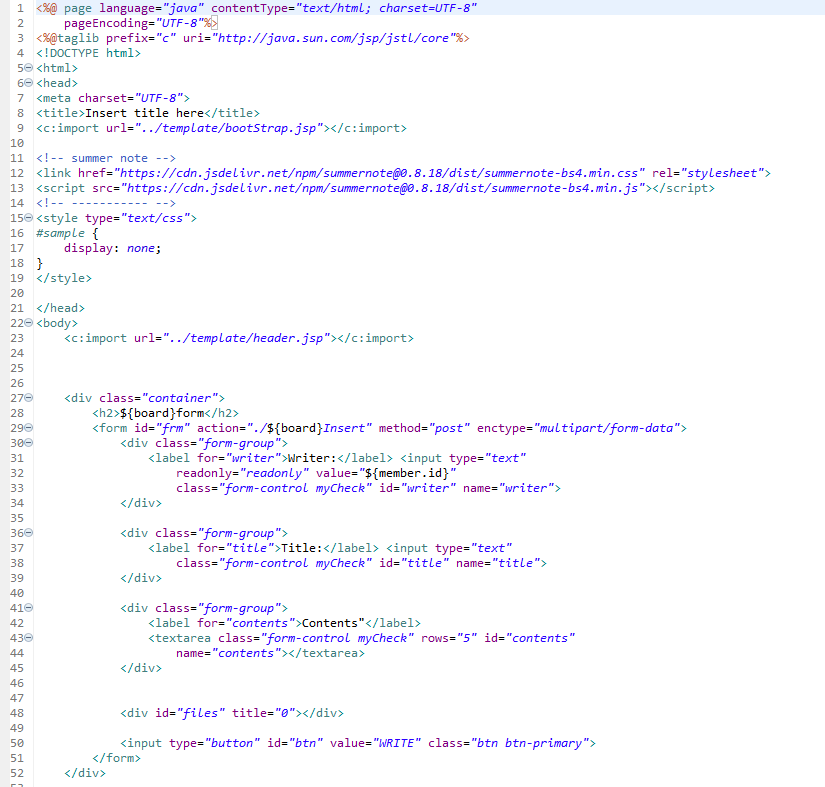 1 <%@ page language="java" contentType="text/html; charset=UTF-8"
2     pageEncoding="UTF-8"%>
3 <%@taglib prefix="c" uri="http://java.sun.com/jsp/jstl/core"%>
4 <!DOCTYPE html>
5 <html>
6 <head>
7 <meta charset="UTF-8">
8 <title>Insert title here</title>
9 <c:import url="../template/bootStrap.jsp"></c:import>
10
11 <!-- summer note -->
12 <link href="https://cdn.jsdelivr.net/npm/summernote@0.8.18/dist/summernote-bs4.min.css" rel="stylesheet">
13 <script src="https://cdn.jsdelivr.net/npm/summernote@0.8.18/dist/summernote-bs4.min.js"></script>
14 <!-- ----------- -->
15 <style type="text/css">
16 #sample {
17     display: none;
18 }
19 </style>
20
21 </head>
22 <body>
23     <c:import url="../template/header.jsp"></c:import>
24
25
26
27     <div class="container">
28         <h2>${board}form</h2>
29         <form id="frm" action="./${board}Insert" method="post" enctype="multipart/form-data">
30             <div class="form-group">
31                 <label for="writer">Writer:</label> <input type="text"
32                     readonly="readonly" value="${member.id}"
33                     class="form-control myCheck" id="writer" name="writer">
34             </div>
35
36             <div class="form-group">
37                 <label for="title">Title:</label> <input type="text"
38                     class="form-control myCheck" id="title" name="title">
39             </div>
40
41             <div class="form-group">
42                 <label for="contents">Contents"</label>
43                 <textarea class="form-control myCheck" rows="5" id="contents"
44                     name="contents"></textarea>
45             </div>
46
47
48             <div id="files" title="0"></div>
49
50             <input type="button" id="btn" value="WRITE" class="btn btn-primary">
51         </form>
52     </div>